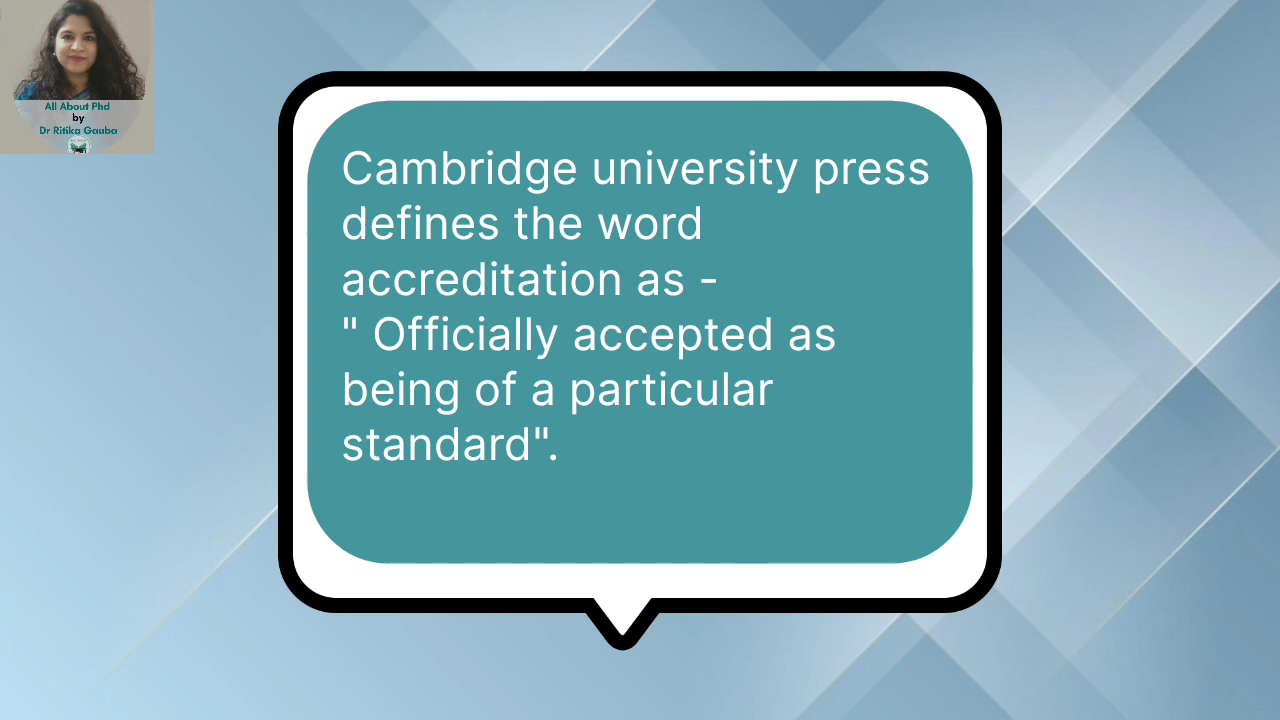 All About Phd
by
Dr Ritika Gauba
Cambridge university press
defines the word
accreditation as -
" Officially accepted as
being of a particular
standard".